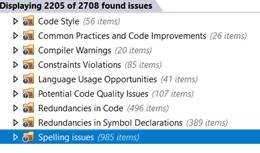 Displaying 2205 of 2708 found issues
Code Style (56 items)
Common Practices and Code Improvements (26 items)
Compiler Warnings (20 items)
Constraints Violations (85 items)
Language Usage Opportunities (41 items)
Potential Code Quality Issues (107 items)
Redundancies in Code (496 items)
Redundancies in Symbol Declarations (389 items)
Spelling issues (985 items)